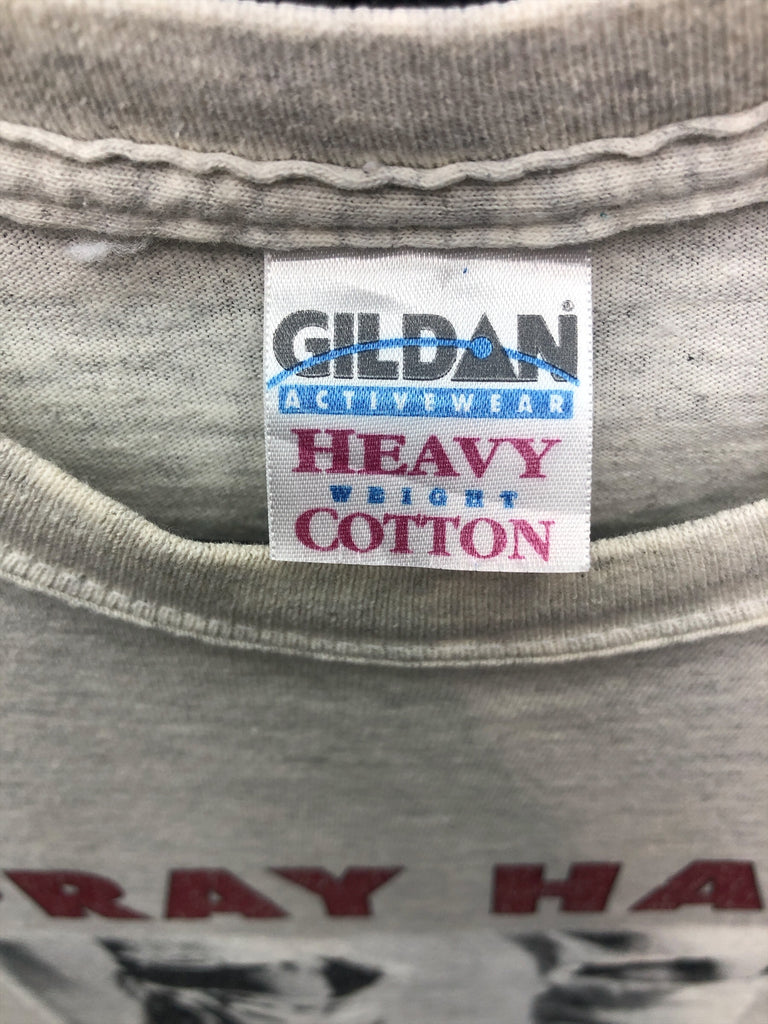 GILDAN®
ACTIVEWEAR
HEAVY
WEIGHT
COTTON
RAY HA